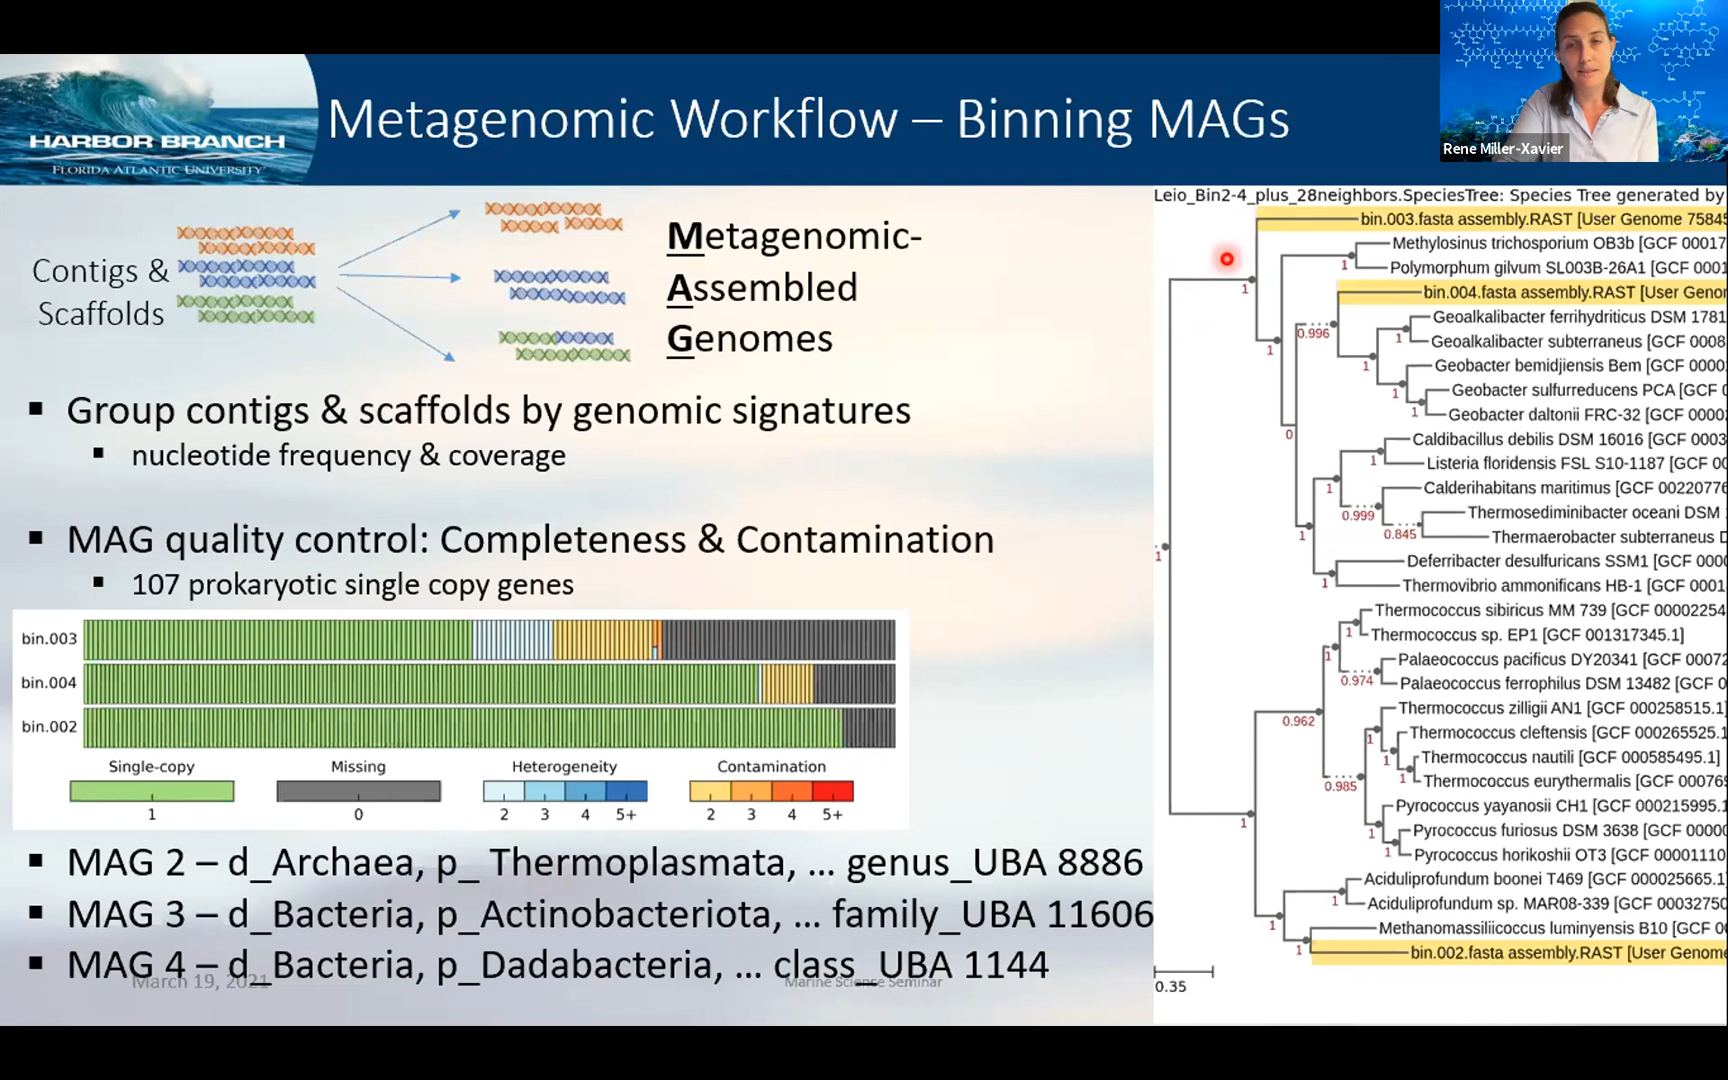 HARBOR BRANCH
FLORIDA ATLANTIC UNIVERSITY
Metagenomic Workflow – Binning MAGs
Rene Miller-Xavier
Contigs &
Scaffolds
Metagenomic-
Assembled
Genomes
▪ Group contigs & scaffolds by genomic signatures
▪ nucleotide frequency & coverage
▪ MAG quality control: Completeness & Contamination
▪ 107 prokaryotic single copy genes
bin.003
bin.004
bin.002
Single-copy Missing Heterogeneity Contamination
1 0 2 3 4 5+ 2 3 4 5+
▪ MAG 2 – d_Archaea, p_ Thermoplasmata, ... genus_UBA 8886
▪ MAG 3 – d_Bacteria, p_Actinobacteriota, ... family_UBA 11606
▪ MAG 4 – d_Bacteria, p_Dadabacteria, ... class_UBA 1144
March 19, 2021
Marine Science Seminar
Leio_Bin2-4_plus_28neighbors.SpeciesTree: Species Tree generated by
bin.003.fasta assembly.RAST [User Genome 75845
Methylosinus trichosporium OB3b [GCF 00017
1
Polymorphum gilvum SL003B-26A1 [GCF 0001
1
bin.004.fasta assembly.RAST [User Genor
Geoalkalibacter ferrihydriticus DSM 1781
0.996
1
Geoalkalibacter subterraneus [GCF 0008
1
Geobacter bemidjiensis Bem [GCF 0000
1
Geobacter sulfurreducens PCA [GCF 0
1
Geobacter daltonii FRC-32 [GCF 0000
1
0
Caldibacillus debilis DSM 16016 [GCF 0003
1
Listeria floridensis FSL S10-1187 [GCF 00
1
Calderihabitans maritimus [GCF 00220776
0.999
Thermosediminibacter oceani DSM
0.845
Thermaerobacter subterraneus D
1
1
Deferribacter desulfuricans SSM1 [GCF 000
1
Thermovibrio ammonificans HB-1 [GCF 0001
Thermococcus sibiricus MM 739 [GCF 00002254
1
Thermococcus sp. EP1 [GCF 001317345.1]
1
Palaeococcus pacificus DY20341 [GCF 00072
0.974
Palaeococcus ferrophilus DSM 13482 [GCF 0
Thermococcus zilligii AN1 [GCF 000258515.1]
0.962
1
Thermococcus cleftensis [GCF 000265525.1
1
Thermococcus nautili [GCF 000585495.1]
1
Thermococcus eurythermalis [GCF 000769
0.985
Pyrococcus yayanosii CH1 [GCF 000215995.1
1
1
Pyrococcus furiosus DSM 3638 [GCF 00000
1
Pyrococcus horikoshii OT3 [GCF 00001110
Aciduliprofundum boonei T469 [GCF 000025665.1]
1
Aciduliprofundum sp. MAR08-339 [GCF 00032750
1
Methanomassiliicoccus luminyensis B10 [GCF 00
1
bin.002.fasta assembly.RAST [User Genome
0.35